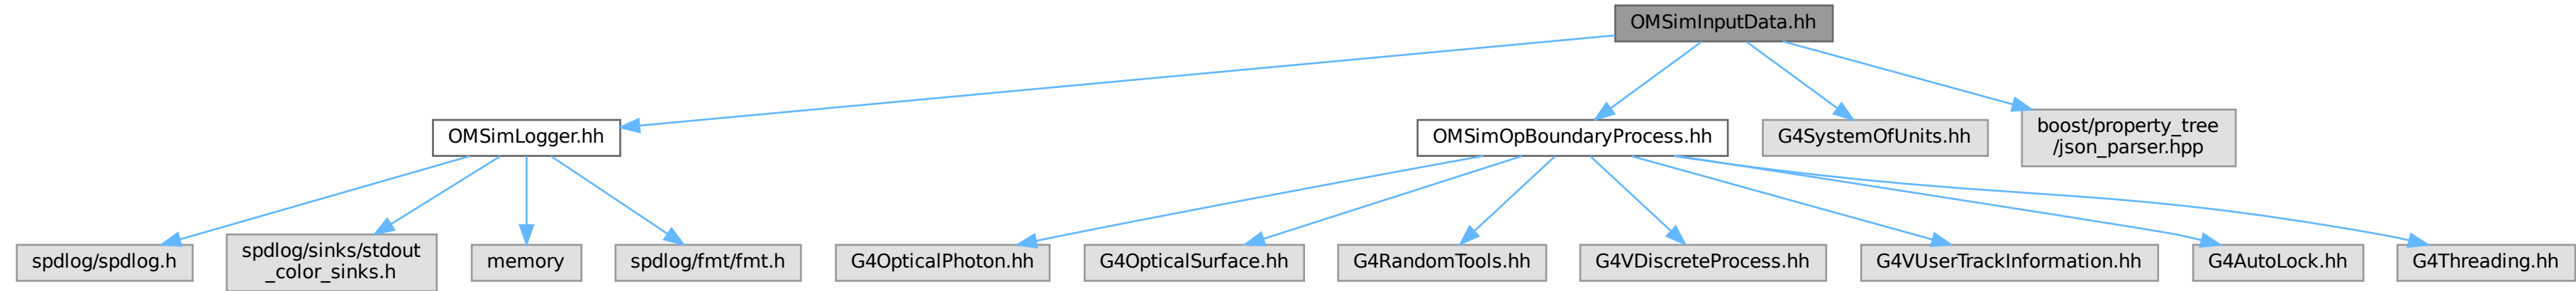 OMSimInputData.hh
OMSimLogger.hh
OMSimOpBoundaryProcess.hh
G4SystemOfUnits.hh
boost/property_tree
/json_parser.hpp
spdlog/spdlog.h
spdlog/sinks/stdout
_color_sinks.h
memory
spdlog/fmt/fmt.h
G4OpticalPhoton.hh
G4OpticalSurface.hh
G4RandomTools.hh
G4VDiscreteProcess.hh
G4VUserTrackInformation.hh
G4AutoLock.hh
G4Threading.hh